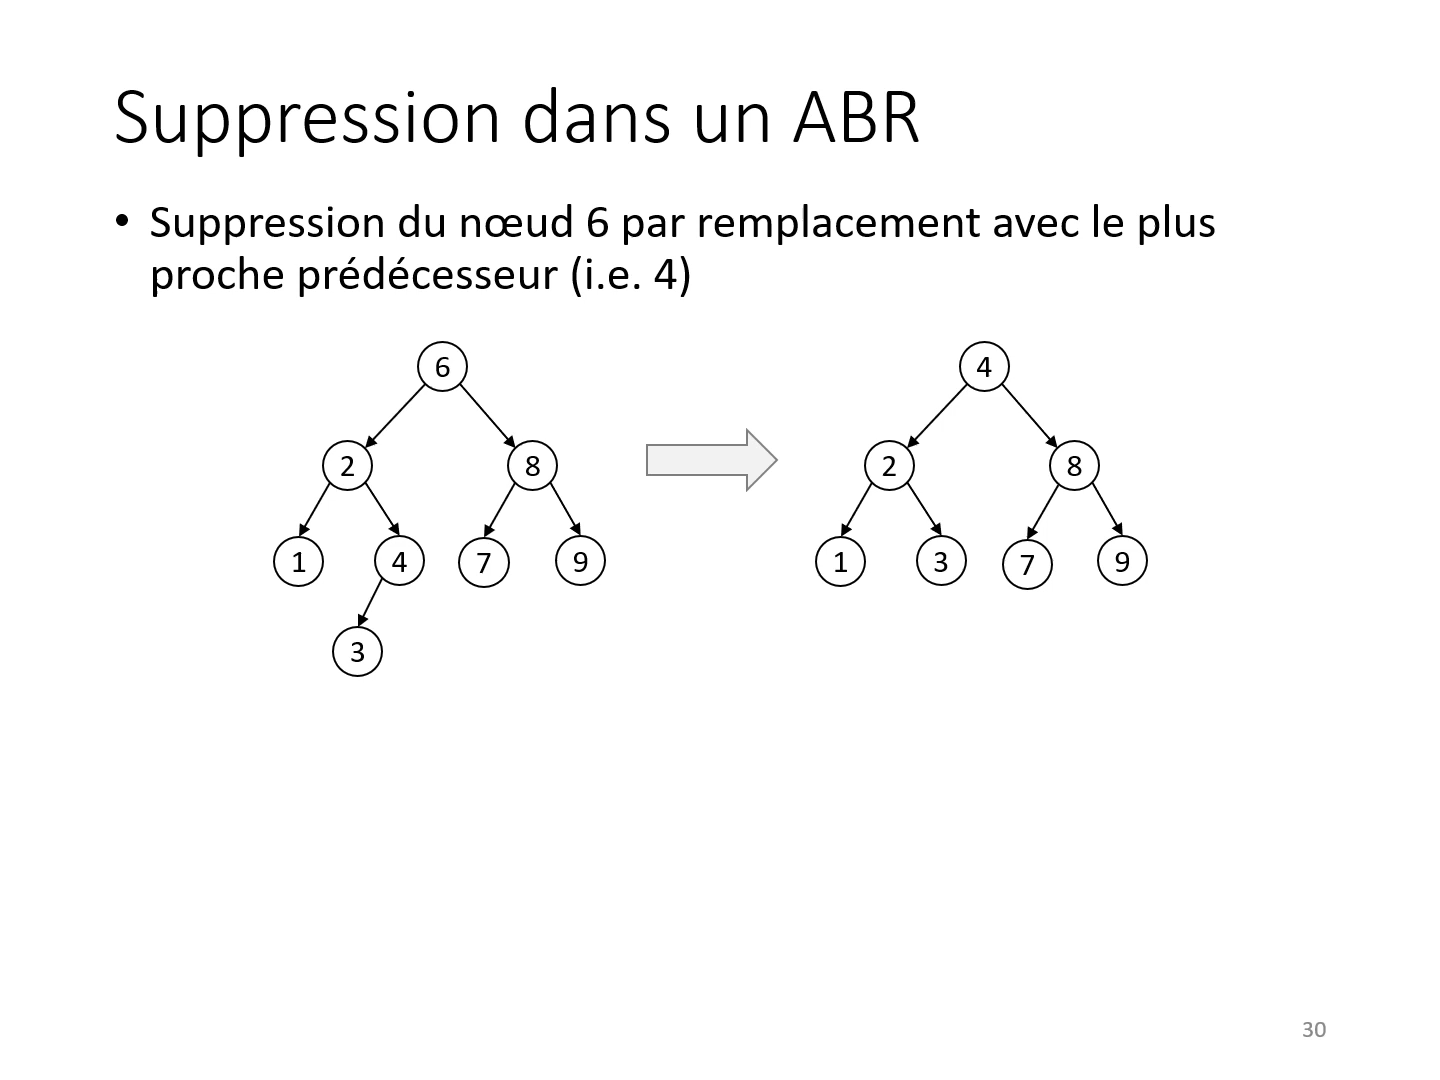 Suppression dans un ABR
• Suppression du nœud 6 par remplacement avec le plus
proche prédécesseur (i.e. 4)
6 4
2 8 2 8
1 4 7 9 1 3 7 9
3
30